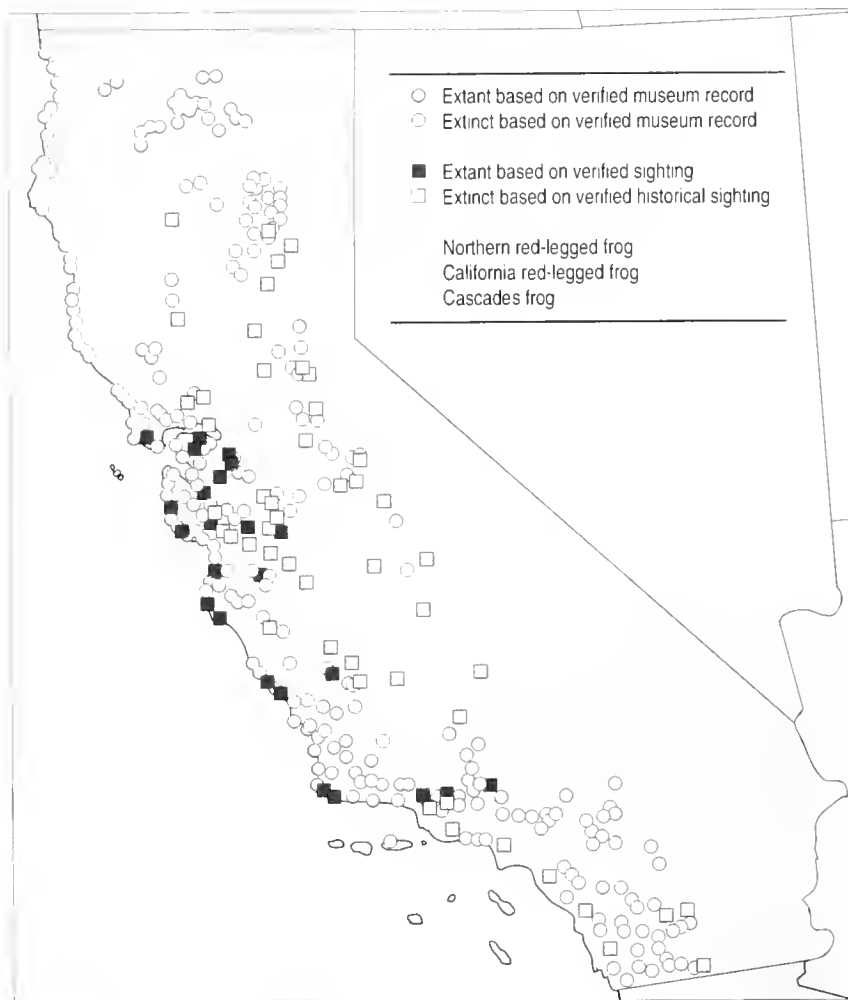 Extant based on verified museum record
Extinct based on verified museum record
Extant based on verified sighting
Extinct based on verified historical sighting
Northern red-legged frog
California red-legged frog
Cascades frog